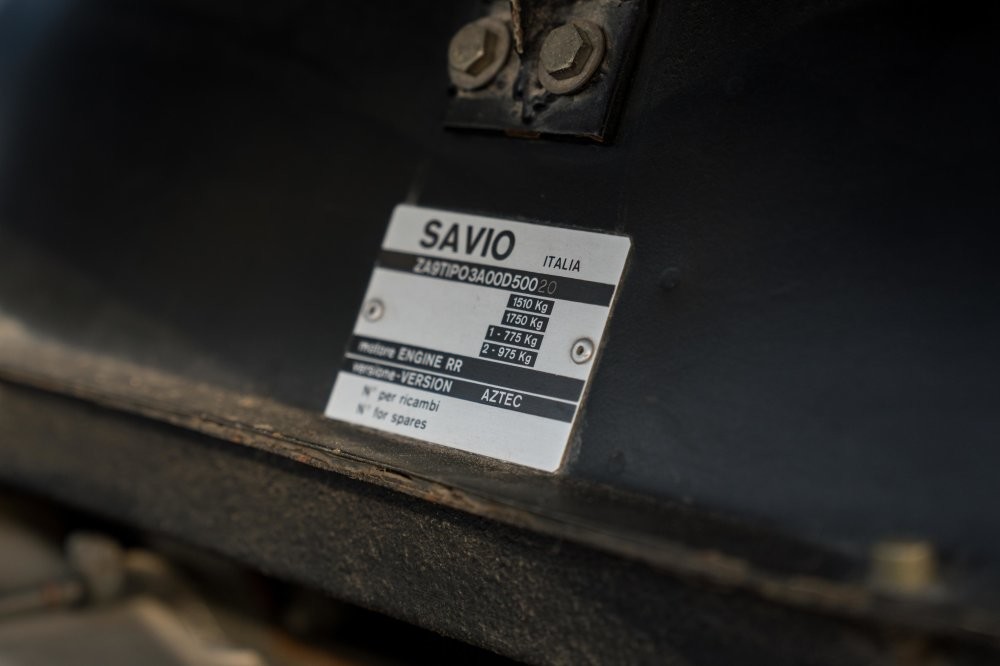 SAVIO ITALIA
ZA9TIPO3A00D50020
1510 Kg
1750 Kg
1 - 775 Kg
2 - 975 Kg
motore ENGINE RR
versione-VERSION AZTEC
N° per ricambi
N° for spares